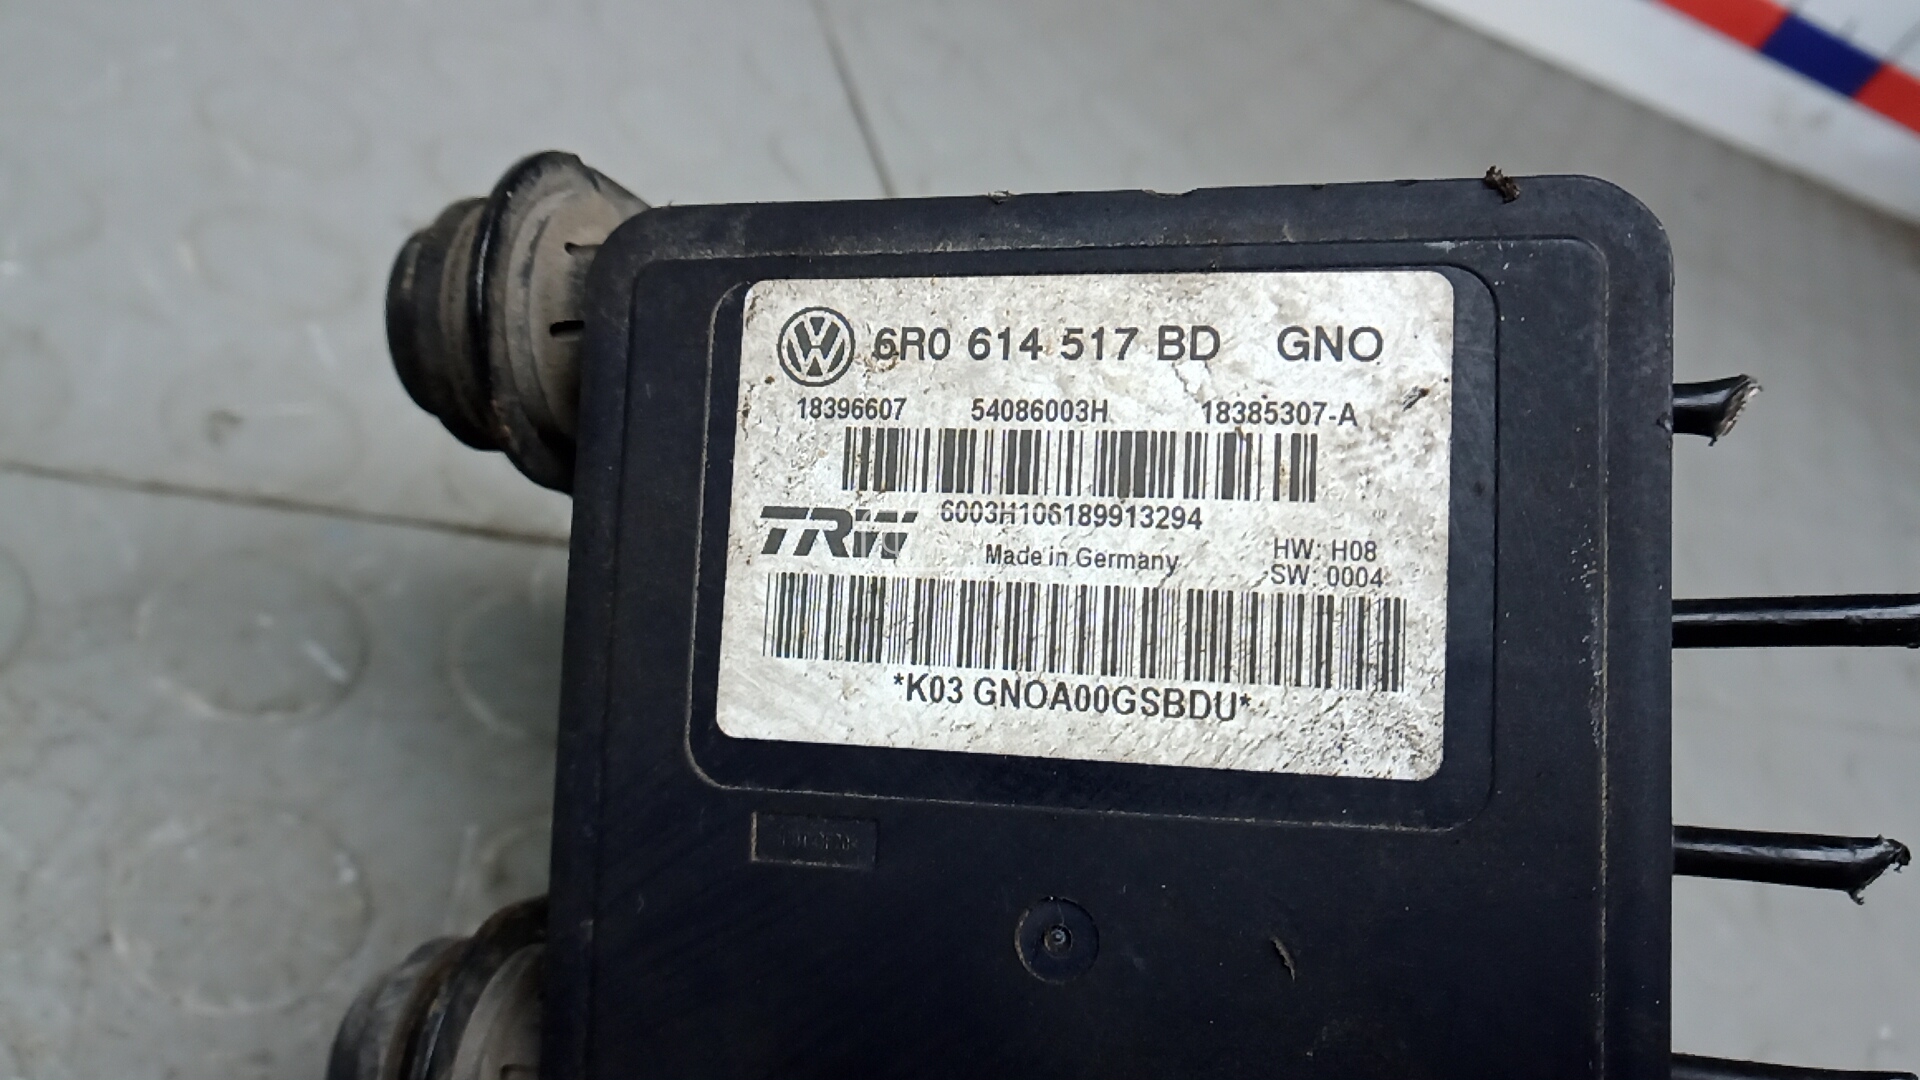 6R0 614 517 BD GNO
18396607 54086003H 18385307-A
6003H106189913294
TRW
Made in Germany
HW: H08
SW: 0004
*K03 GNOA00GSBDU*